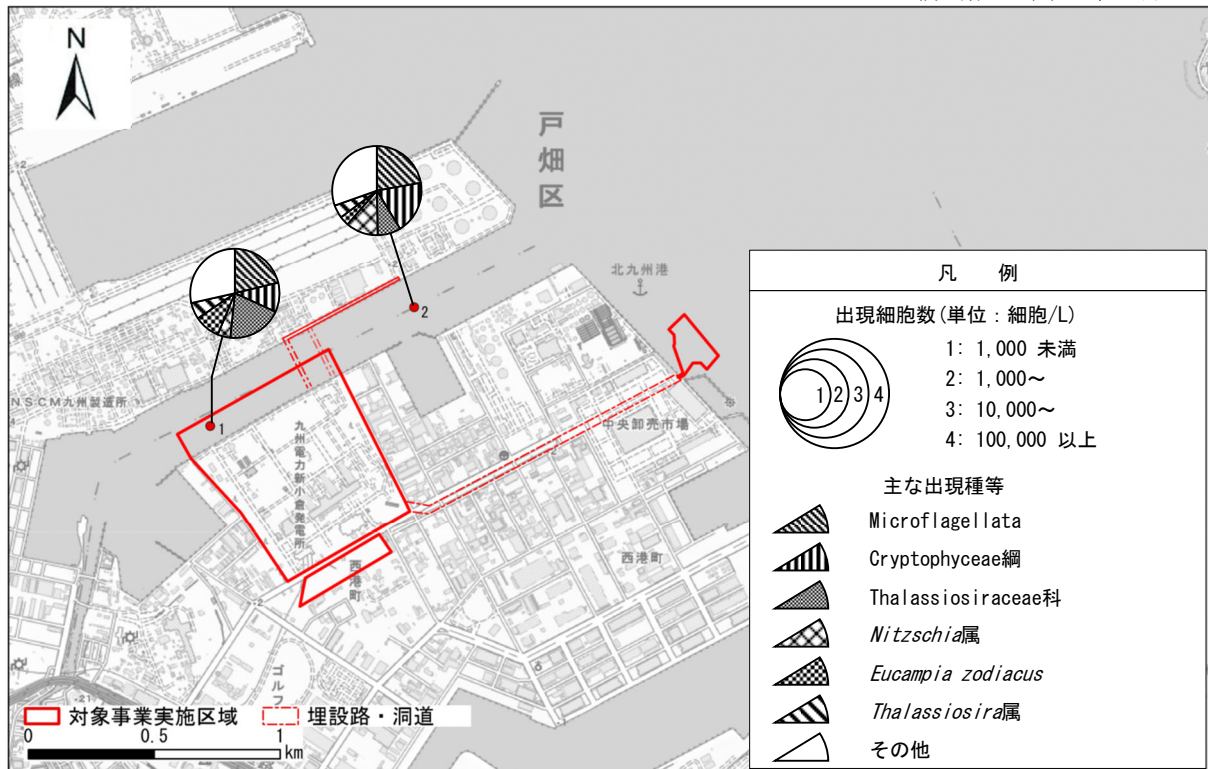 N
戸畑区
北九州港
2
1
NSCM九州製造所
九州電力新小倉発電所
中央卸売市場
西港町
西港町
ゴルフ
対象事業実施区域
埋設路・洞道
0 0.5 1
km
凡 例
出現細胞数(単位:細胞/L)
1 2 3 4
1: 1,000 未満
2: 1,000~
3: 10,000~
4: 100,000 以上
主な出現種等
Microflagellata
Cryptophyceae綱
Thalassiosiraceae科
Nitzschia属
Eucampia zodiacus
Thalassiosira属
その他